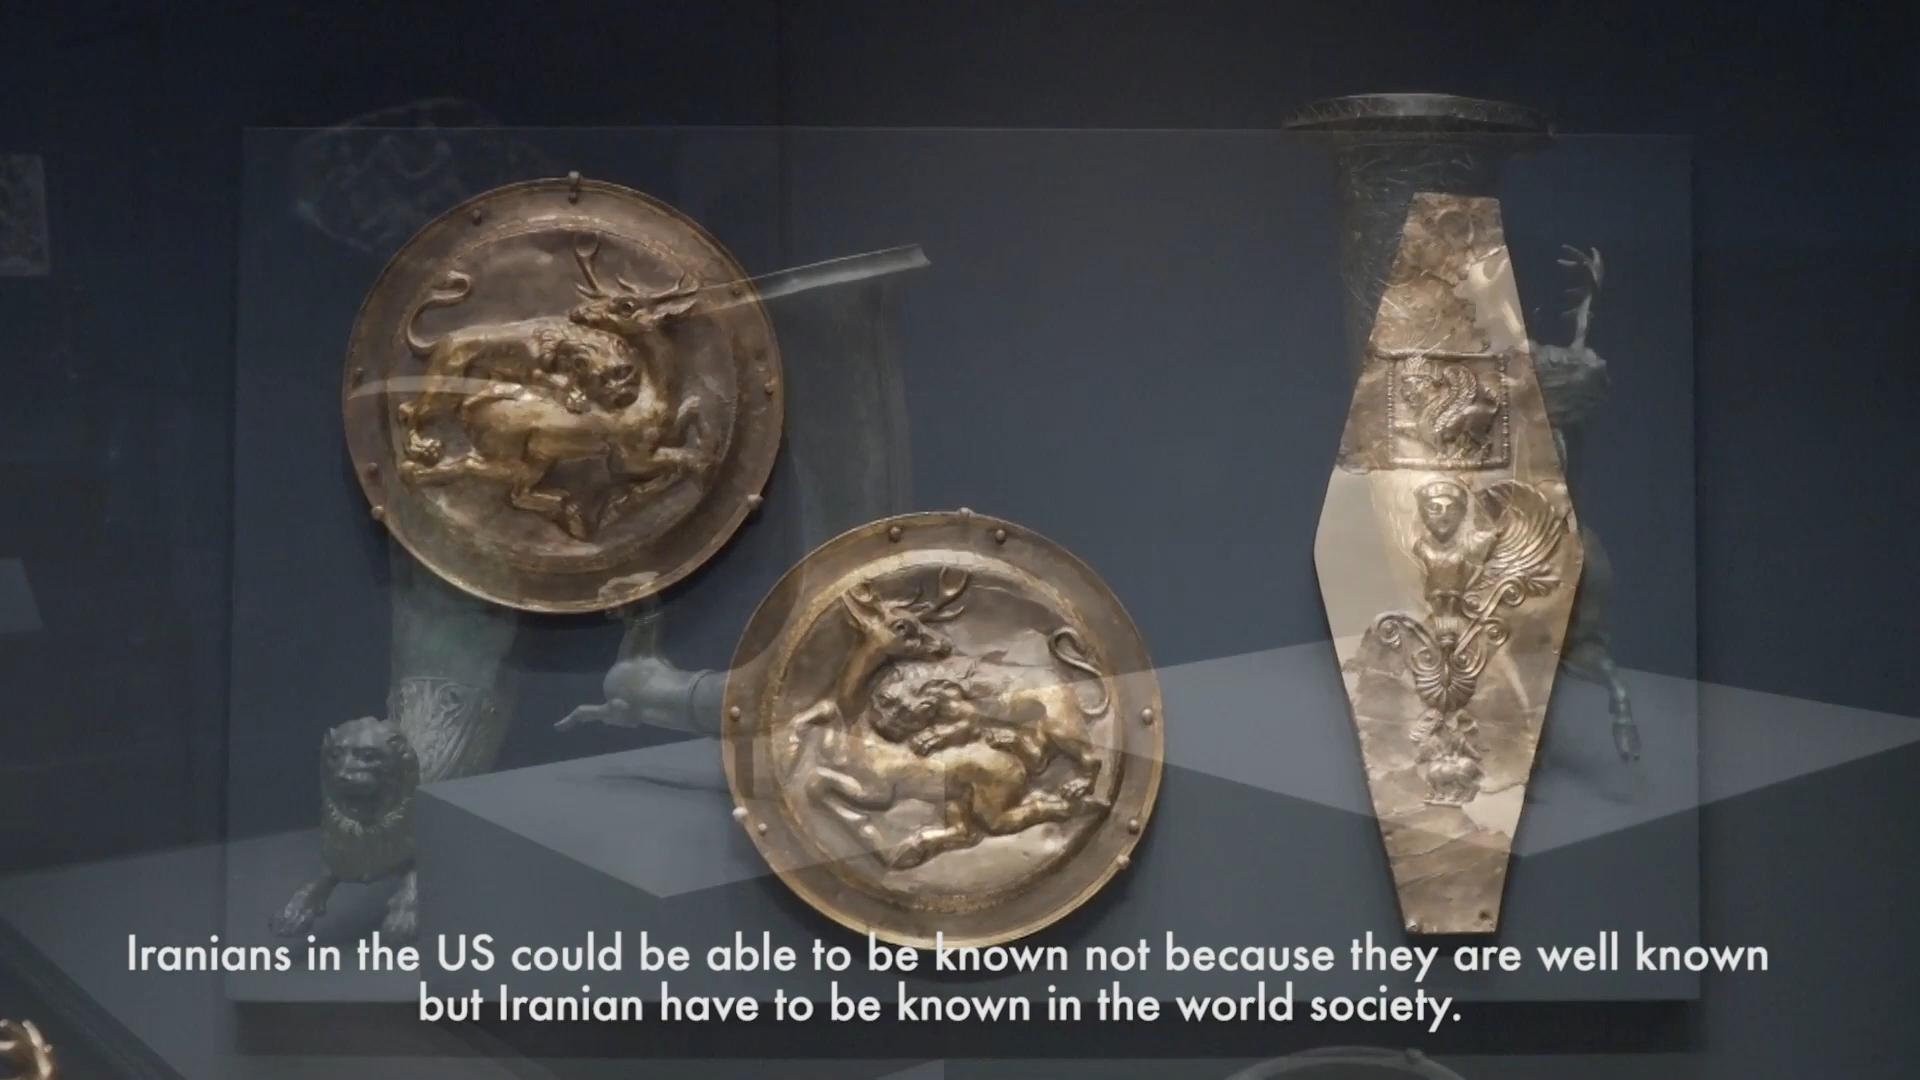 Iranians in the US could be able to be known not because they are well known
but Iranian have to be known in the world society.